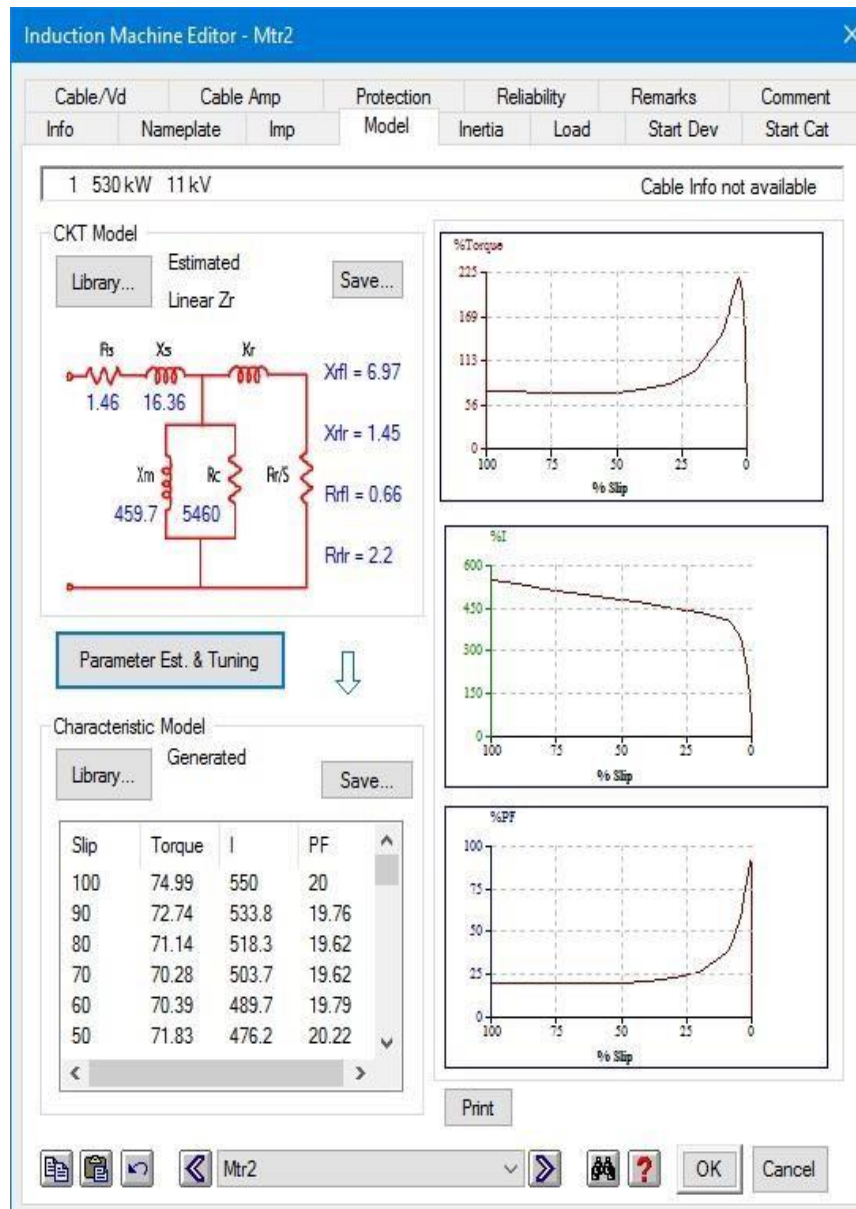 Induction Machine Editor - Mtr2
Cable/Vd Cable Amp Protection Reliability Remarks Comment
Info Nameplate Imp Model Inertia Load Start Dev Start Cat
1 530 kW 11 kV Cable Info not available
CKT Model
Library... Estimated Save...
Linear Zr
Rs Xs Xr
1.46 16.36
Xm Rc Rr/S
459.7 5460
Xrfl = 6.97
Xrlr = 1.45
Rrfl = 0.66
Rrlr = 2.2
%Torque
225
169
113
56
0
100 75 50 25 0
% Slip
Parameter Est. & Tuning
%I
600
450
300
150
0
100 75 50 25 0
% Slip
Characteristic Model
Library... Generated Save...
Slip Torque I PF
100 74.99 550 20
90 72.74 533.8 19.76
80 71.14 518.3 19.62
70 70.28 503.7 19.62
60 70.39 489.7 19.79
50 71.83 476.2 20.22
%PF
100
75
50
25
0
100 75 50 25 0
% Slip
Print
Mtr2 ? OK Cancel